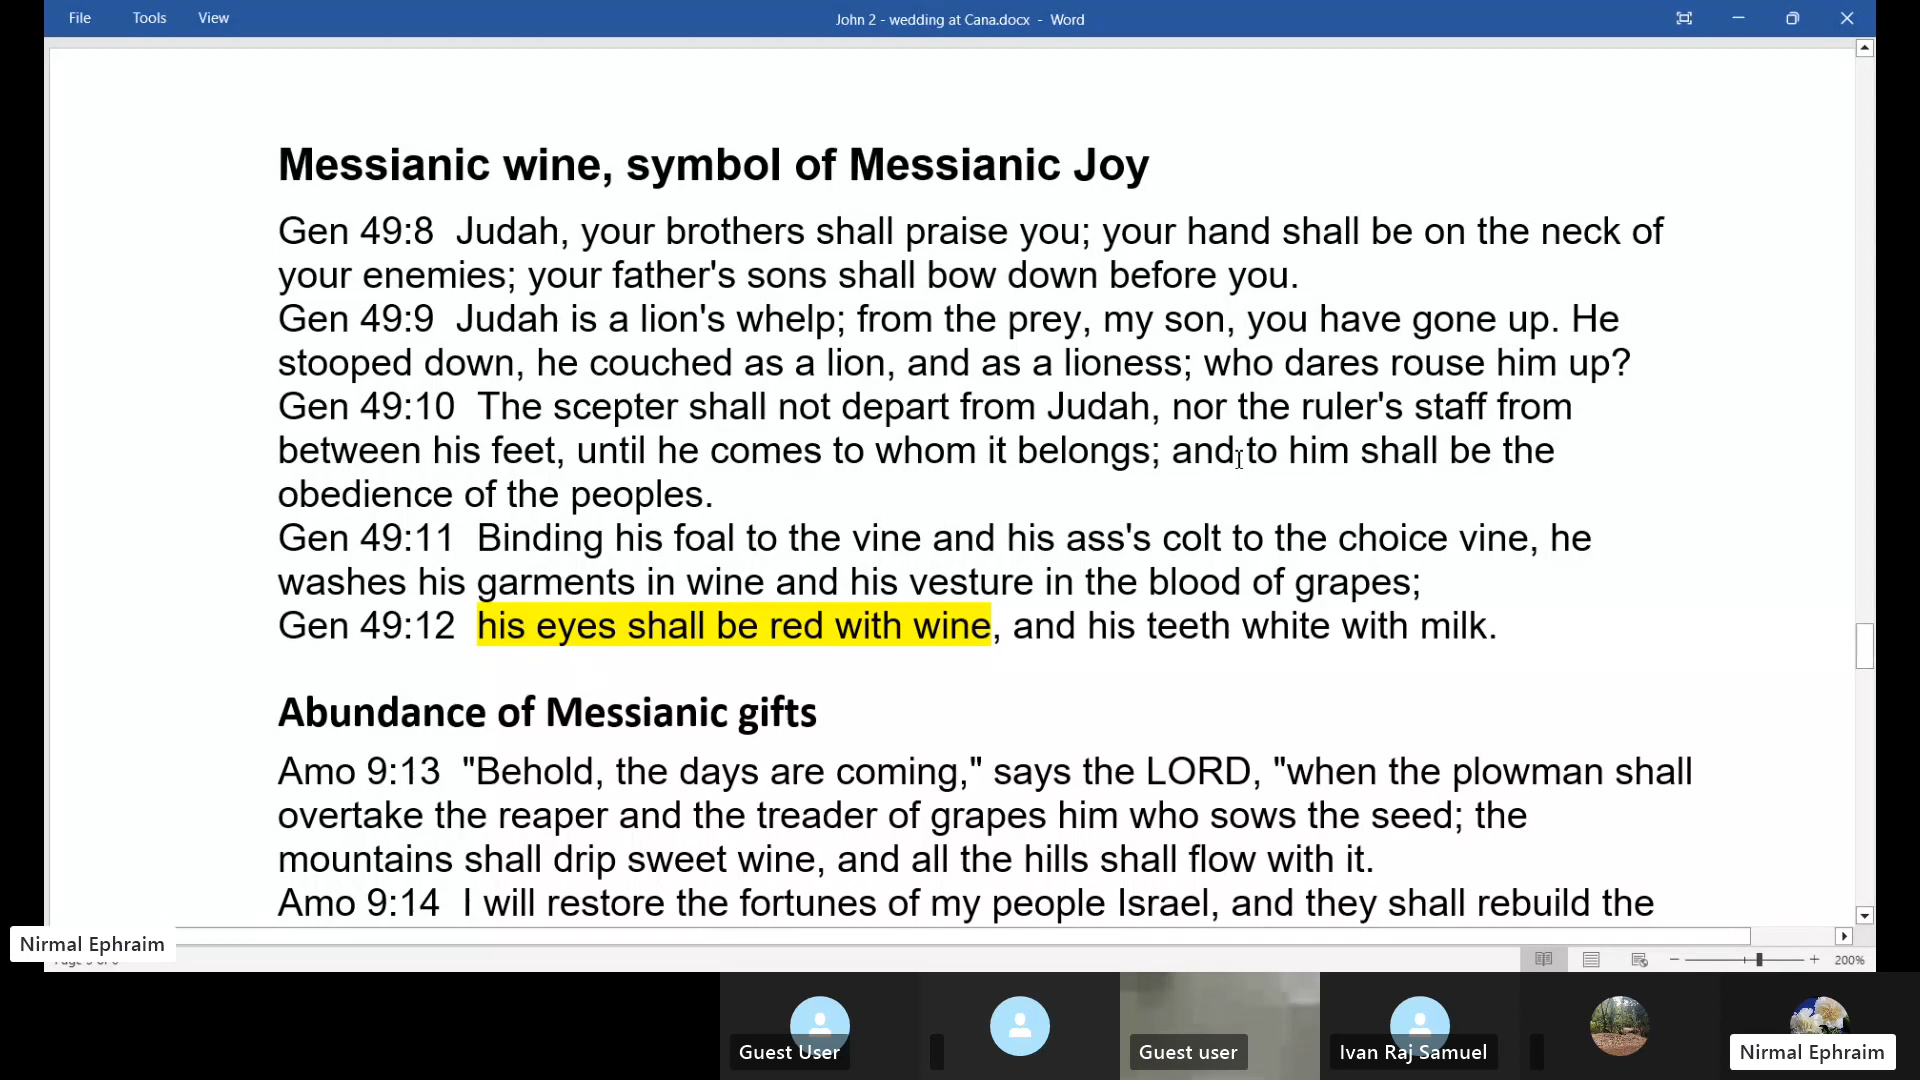 File Tools View John 2 - wedding at Cana.docx - Word
Messianic wine, symbol of Messianic Joy
Gen 49:8 Judah, your brothers shall praise you; your hand shall be on the neck of
your enemies; your father's sons shall bow down before you.
Gen 49:9 Judah is a lion's whelp; from the prey, my son, you have gone up. He
stooped down, he couched as a lion, and as a lioness; who dares rouse him up?
Gen 49:10 The scepter shall not depart from Judah, nor the ruler's staff from
between his feet, until he comes to whom it belongs; and to him shall be the
obedience of the peoples.
Gen 49:11 Binding his foal to the vine and his ass's colt to the choice vine, he
washes his garments in wine and his vesture in the blood of grapes;
Gen 49:12 his eyes shall be red with wine, and his teeth white with milk.
Abundance of Messianic gifts
Amo 9:13 "Behold, the days are coming," says the LORD, "when the plowman shall
overtake the reaper and the treader of grapes him who sows the seed; the
mountains shall drip sweet wine, and all the hills shall flow with it.
Amo 9:14 I will restore the fortunes of my people Israel, and they shall rebuild the
Nirmal Ephraim
200%
Guest User
Guest user
Ivan Raj Samuel
Nirmal Ephraim